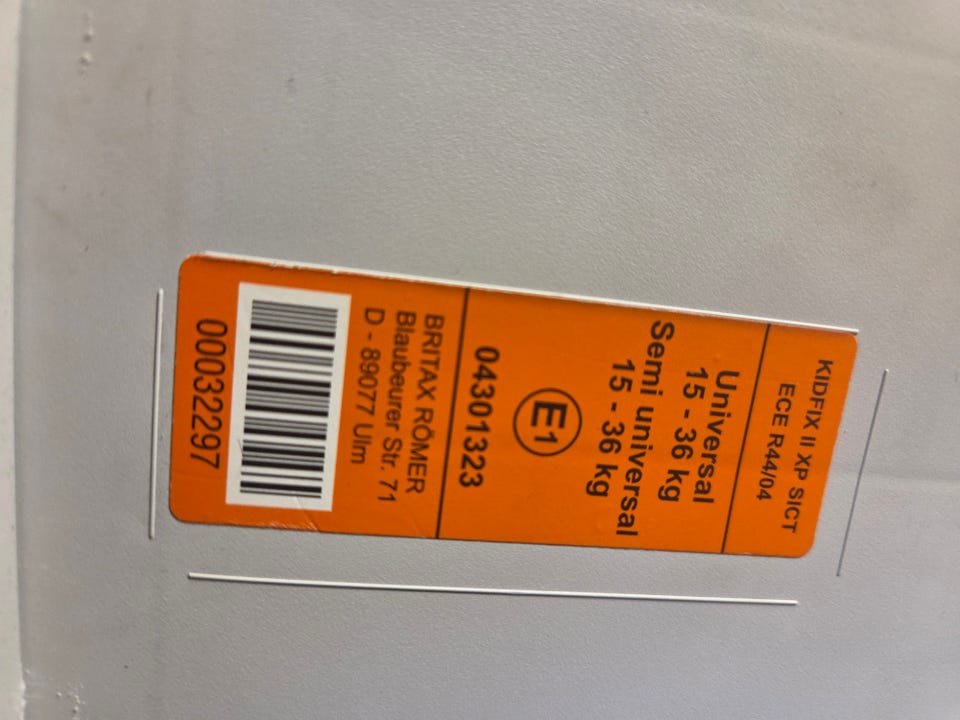 KIDFIX II XP SICT
ECE R44/04
Universal
15 - 36 kg
Semi universal
15 - 36 kg
E1
04301323
BRITAX RÖMER
Blaubeurer Str. 71
D - 89077 Ulm
00032297